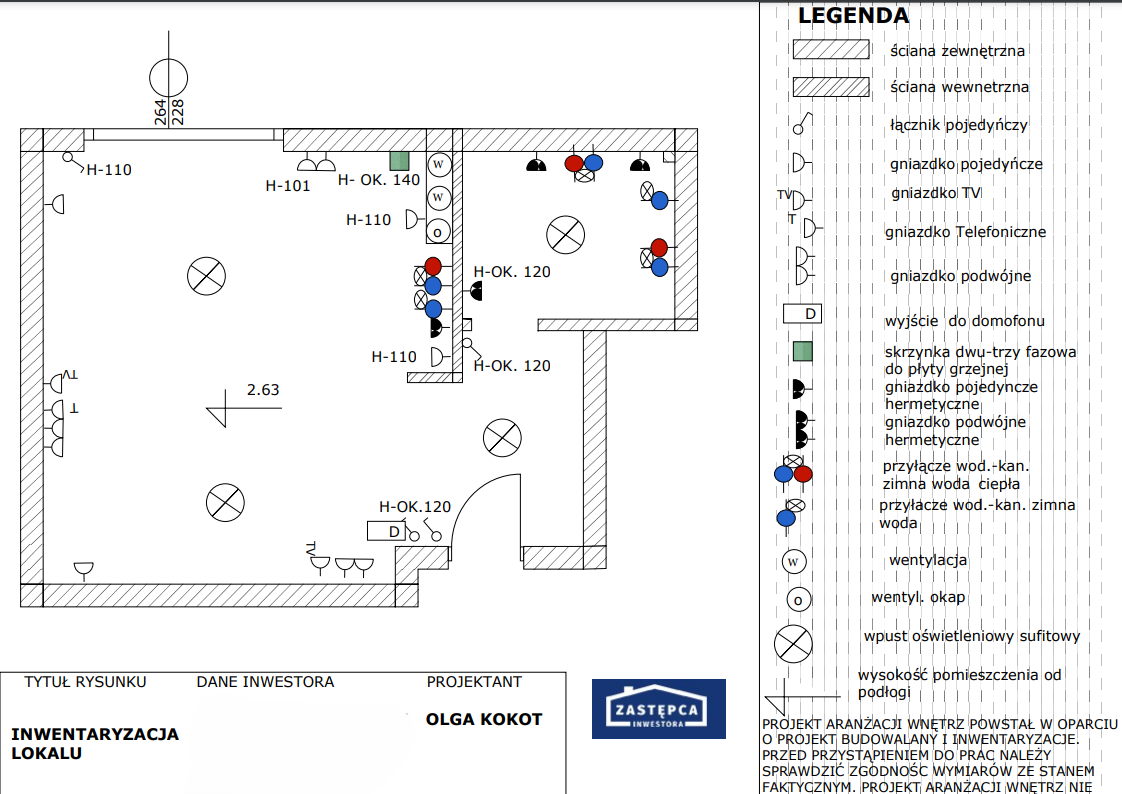 264
228
H-110
H-101
H- OK. 140
W
W
O
H-110
H-OK. 120
H-110
H-OK. 120
TV
T
2.63
H-OK.120
D
TV
LEGENDA
ściana zewnętrzna
ściana wewnetrzna
łącznik pojedyńczy
gniazdko pojedyńcze
TV
gniazdko TV
T
gniazdko Telefoniczne
gniazdko podwójne
D
wyjście do domofonu
skrzynka dwu-trzy fazowa
do płyty grzejnej
gniazdko pojedyncze
hermetyczne
gniazdko podwójne
hermetyczne
przyłącze wod.-kan.
zimna woda ciepła
przyłacze wod.-kan. zimna
woda
W
wentylacja
O
wentyl. okap
wpust oświetleniowy sufitowy
wysokość pomieszczenia od
podłogi
PROJEKT ARANŻACJI WNĘTRZ POWSTAŁ W OPARCIU
O PROJEKT BUDOWALANY I INWENTARYZACJE.
PRZED PRZYSTĄPIENIEM DO PRAC NALEŻY
SPRAWDZIĆ ZGODNOŚC WYMIARÓW ZE STANEM
FAKTYCZNYM. PROJEKT ARANŻACJI WNĘTRZ NIE
TYTUŁ RYSUNKU
DANE INWESTORA
PROJEKTANT
INWENTARYZACJA
LOKALU
OLGA KOKOT
ZASTĘPCA
INWESTORA